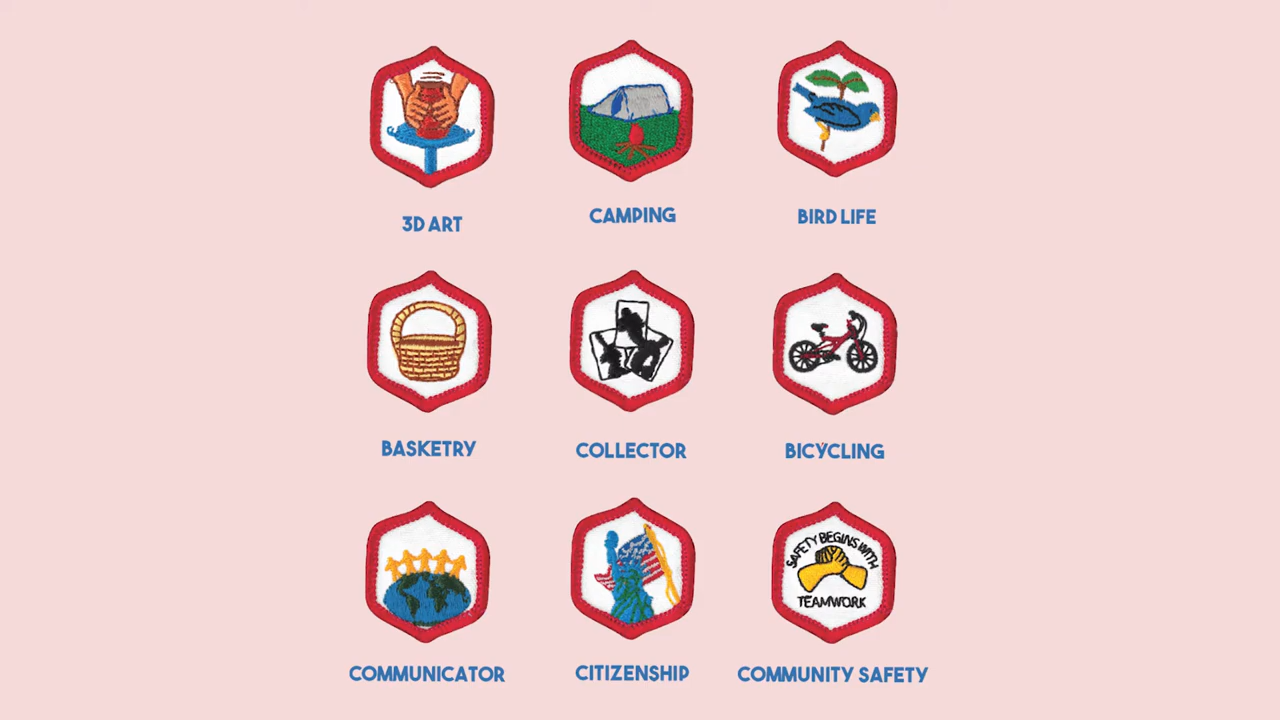 3D ART
CAMPING
BIRD LIFE
BASKETRY
COLLECTOR
BICYCLING
SAFETY BEGINS WITH
TEAMWORK
COMMUNICATOR
CITIZENSHIP
COMMUNITY SAFETY